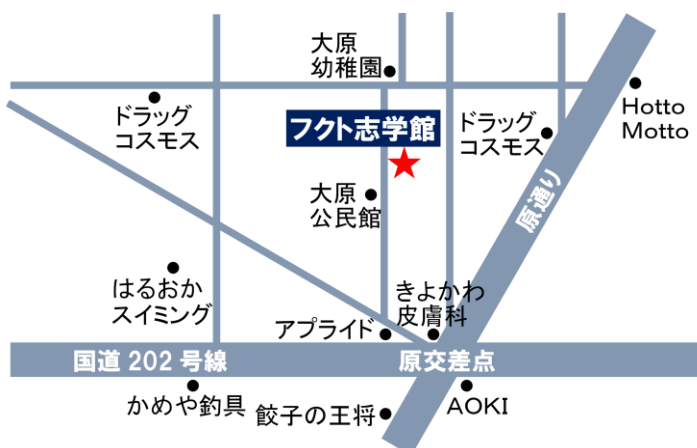 大原
幼稚園
ドラッグ
コスモス
フクト志学館
ドラッグ
コスモス
Hotto
Motto
大原
公民館
原通り
はるおか
スイミング
きよかわ
皮膚科
アプライド
国道202号線
原交差点
かめや釣具
餃子の王将
AOKI